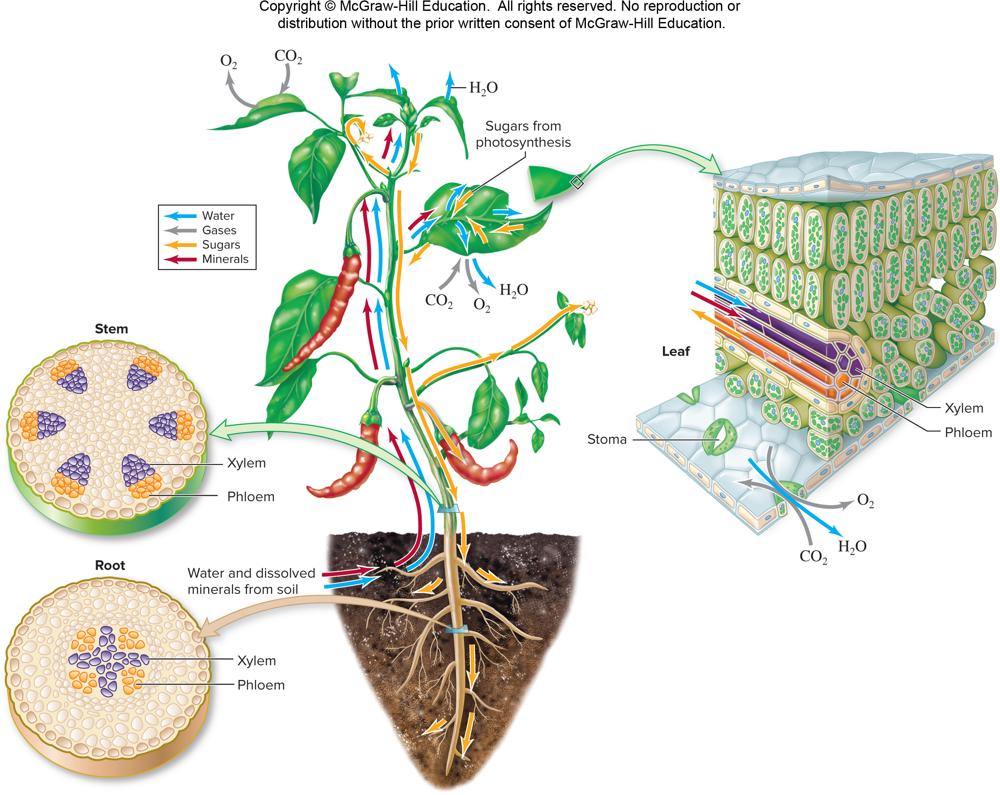 Copyright © McGraw-Hill Education.  All rights reserved. No reproduction or
distribution without the prior written consent of McGraw-Hill Education.
O₂
CO₂
H₂O
Sugars from
photosynthesis
Water
Gases
Sugars
Minerals
CO₂
O₂
H₂O
Stem
Xylem
Phloem
Leaf
Xylem
Phloem
Stoma
O₂
H₂O
CO₂
Root
Water and dissolved
minerals from soil
Xylem
Phloem